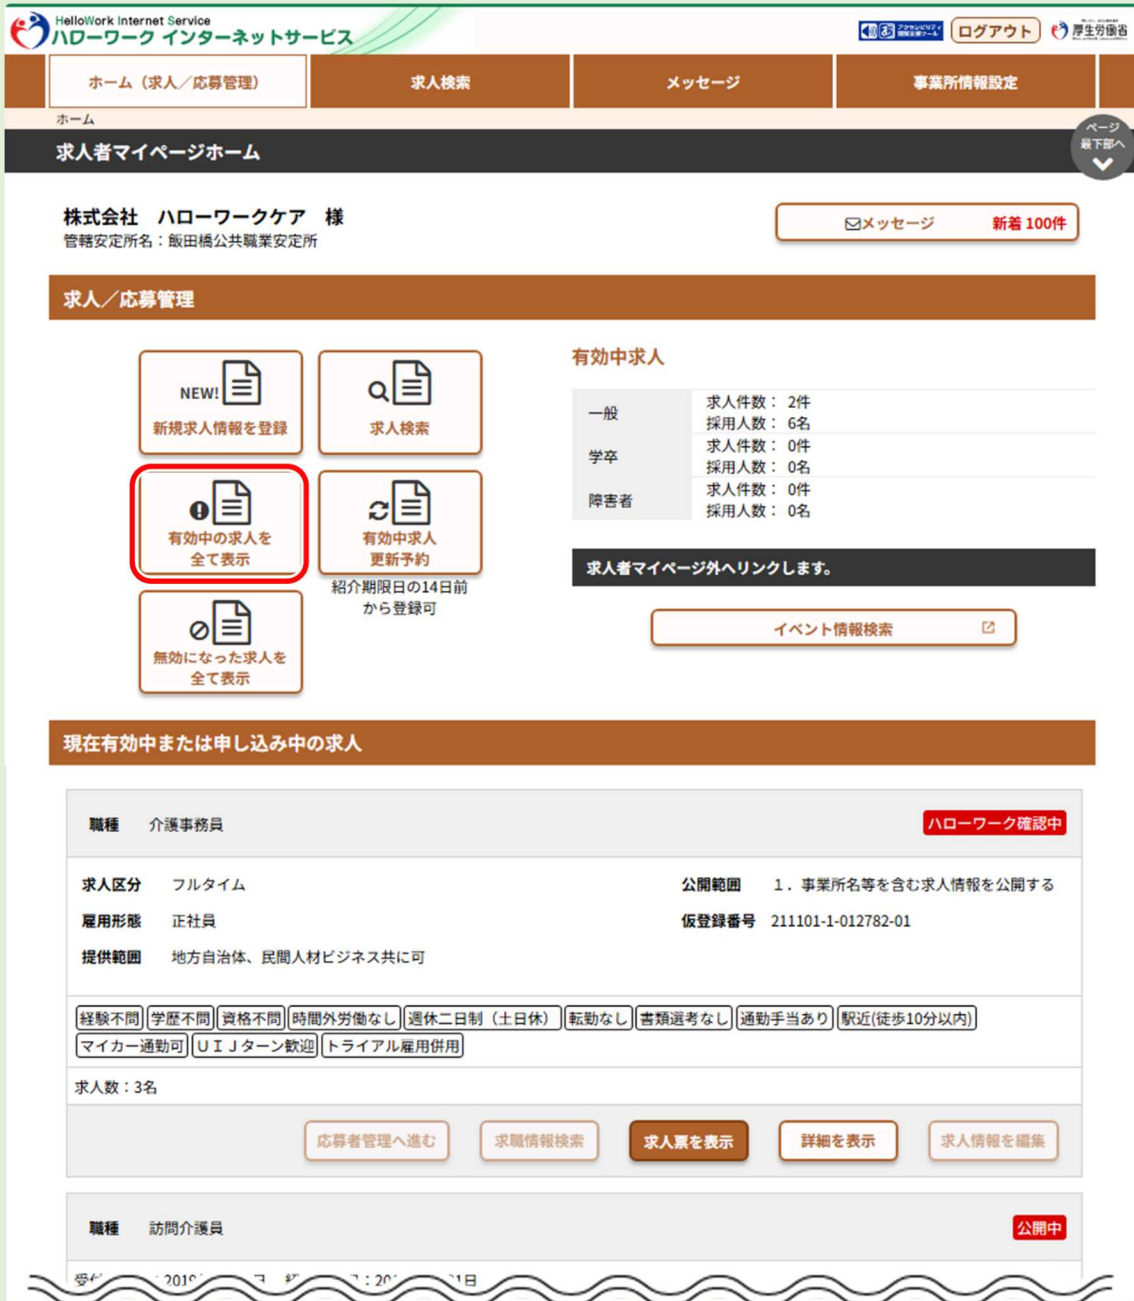 HelloWork Internet Service
ハローワーク インターネットサービス
ログアウト
厚生労働省
ホーム（求人／応募管理）
求人検索
メッセージ
事業所情報設定
ホーム
求人者マイページホーム
ページ
最下部へ
株式会社　ハローワークケア　様
管轄安定所名：飯田橋公共職業安定所
メッセージ 新着 100件
求人／応募管理
NEW!
新規求人情報を登録
求人検索
有効中の求人を
全て表示
有効中求人
更新予約
紹介期限日の14日前
から登録可
無効になった求人を
全て表示
有効中求人
一般
求人件数： 2件
採用人数： 6名
学卒
求人件数： 0件
採用人数： 0名
障害者
求人件数： 0件
採用人数： 0名
求人者マイページ外へリンクします。
イベント情報検索
現在有効中または申し込み中の求人
職種 介護事務員
ハローワーク確認中
求人区分 フルタイム
公開範囲 １．事業所名等を含む求人情報を公開する
雇用形態 正社員
仮登録番号 211101-1-012782-01
提供範囲 地方自治体、民間人材ビジネス共に可
経験不問 学歴不問 資格不問 時間外労働なし 週休二日制（土日休） 転勤なし 書類選考なし 通勤手当あり 駅近(徒歩10分以内)
マイカー通勤可 ＵＩＪターン歓迎 トライアル雇用併用
求人数：3名
応募者管理へ進む
求職情報検索
求人票を表示
詳細を表示
求人情報を編集
職種 訪問介護員
公開中